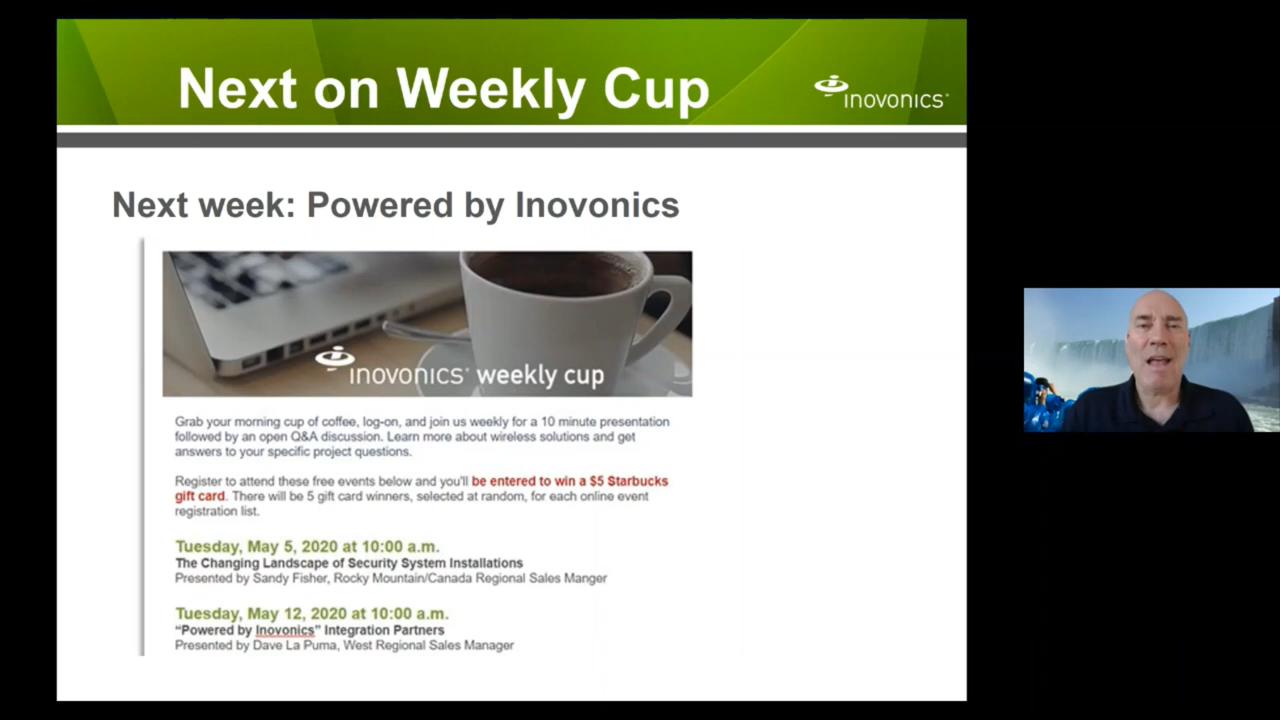 Next on Weekly Cup
inovonics
Next week: Powered by Inovonics
inovonics weekly cup
Grab your morning cup of coffee, log-on, and join us weekly for a 10 minute presentation
followed by an open Q&A discussion. Learn more about wireless solutions and get
answers to your specific project questions.
Register to attend these free events below and you'll be entered to win a $5 Starbucks
gift card. There will be 5 gift card winners, selected at random, for each online event
registration list.
Tuesday, May 5, 2020 at 10:00 a.m.
The Changing Landscape of Security System Installations
Presented by Sandy Fisher, Rocky Mountain/Canada Regional Sales Manger
Tuesday, May 12, 2020 at 10:00 a.m.
“Powered by Inovonics” Integration Partners
Presented by Dave La Puma, West Regional Sales Manager